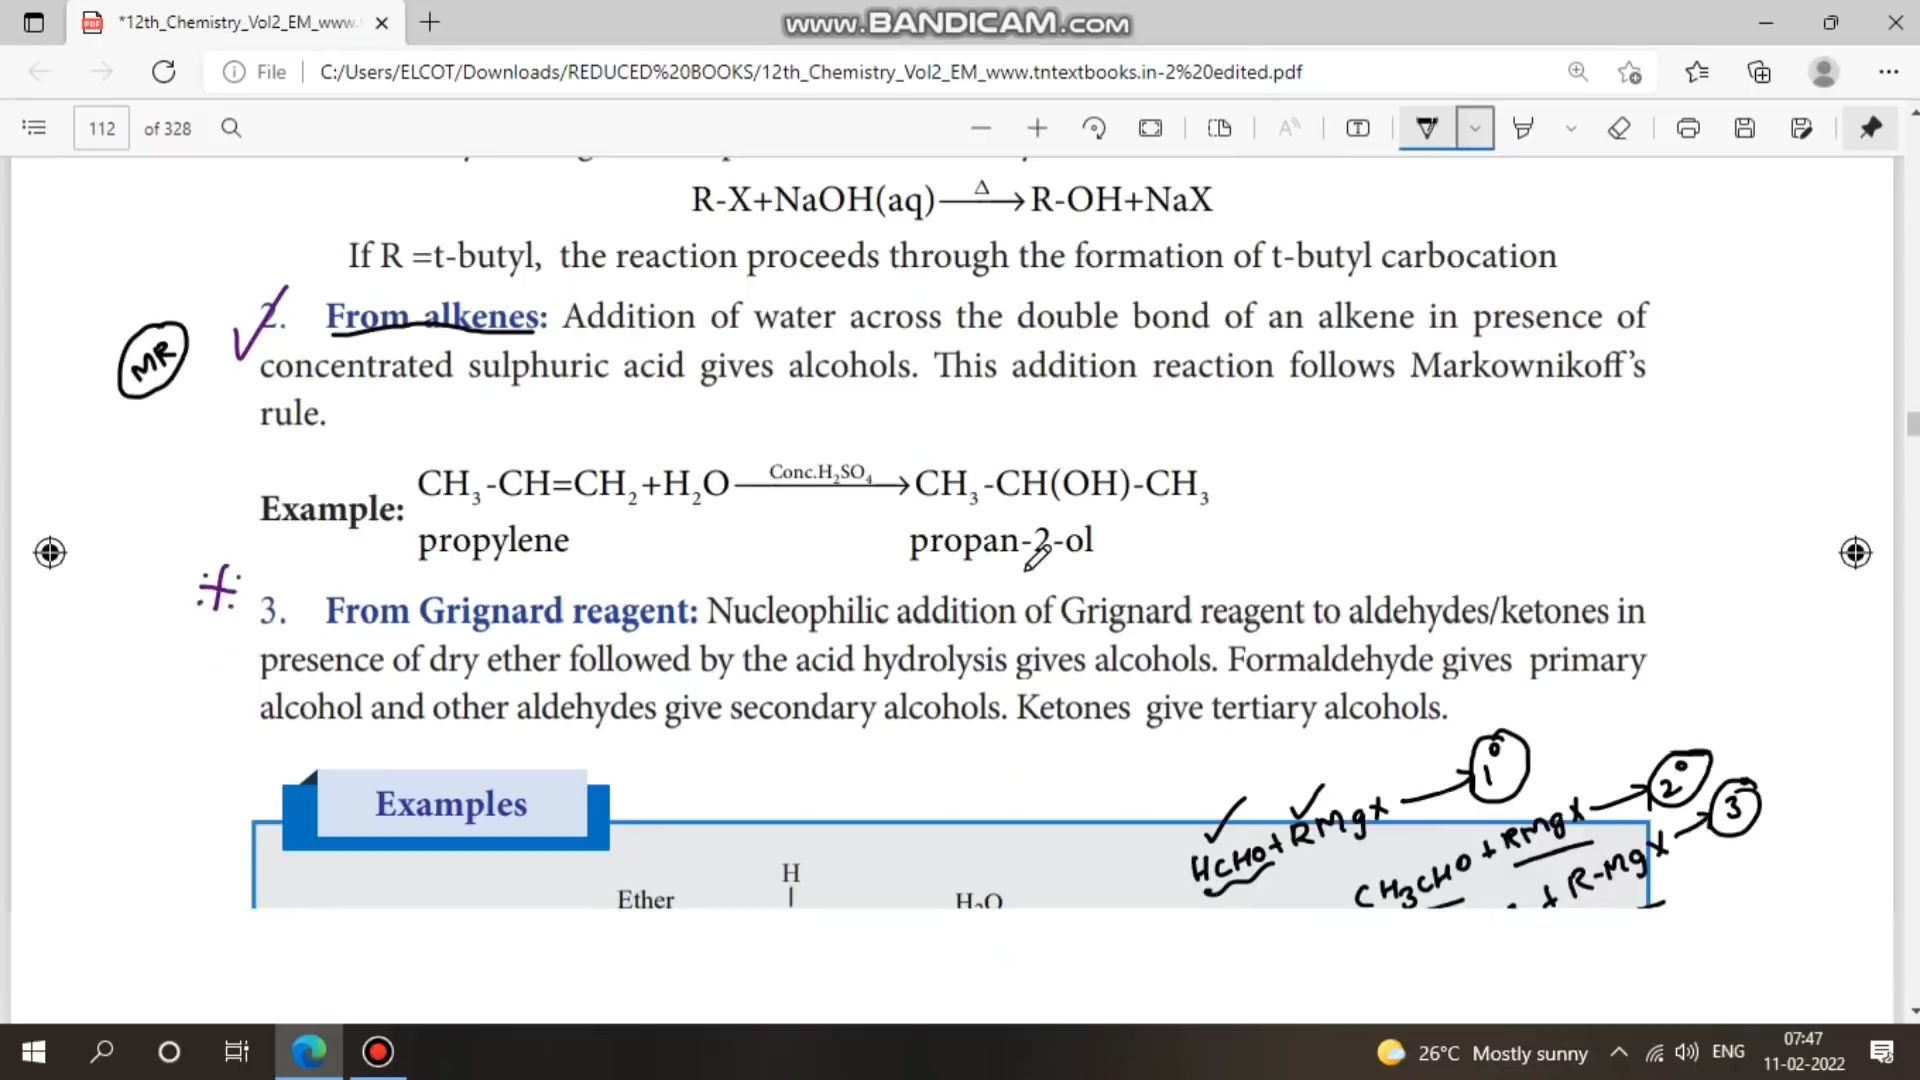 *12th_Chemistry_Vol2_EM_www.
www.BANDICAM.com
File
C:/Users/ELCOT/Downloads/REDUCED%20BOOKS/12th_Chemistry_Vol2_EM_www.tntextbooks.in-2%20edited.pdf
112 of 328
R-X+NaOH(aq) —Δ→ R-OH+NaX
If R =t-butyl, the reaction proceeds through the formation of t-butyl carbocation
2. From alkenes: Addition of water across the double bond of an alkene in presence of
MR
concentrated sulphuric acid gives alcohols. This addition reaction follows Markownikoff’s
rule.
Example: CH₃-CH=CH₂+H₂O —Conc.H₂SO₄→ CH₃-CH(OH)-CH₃
propylene propan-2-ol
3. From Grignard reagent: Nucleophilic addition of Grignard reagent to aldehydes/ketones in
presence of dry ether followed by the acid hydrolysis gives alcohols. Formaldehyde gives primary
alcohol and other aldehydes give secondary alcohols. Ketones give tertiary alcohols.
Examples
HCHO + RMgX → 1°
CH₃CHO + RMgX → 2°
+ R-MgX → 3°
H
Ether
H₂O
26°C Mostly sunny
ENG
07:47
11-02-2022